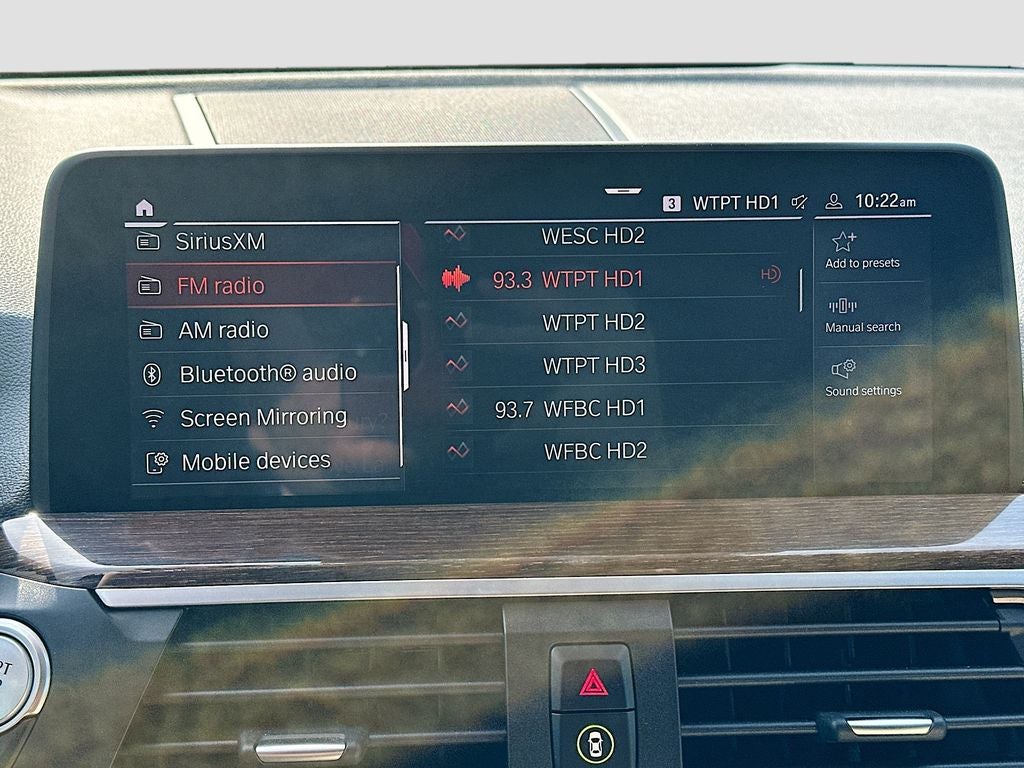 3 WTPT HD1 10:22am
SiriusXM
FM radio
AM radio
Bluetooth® audio
Screen Mirroring
Mobile devices
WESC HD2
93.3 WTPT HD1 HD
WTPT HD2
WTPT HD3
93.7 WFBC HD1
WFBC HD2
Add to presets
Manual search
Sound settings